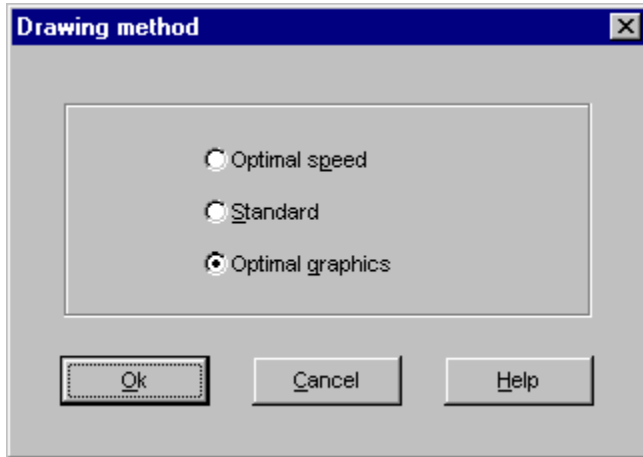 Drawing method
Optimal speed
Standard
Optimal graphics
Ok Cancel Help